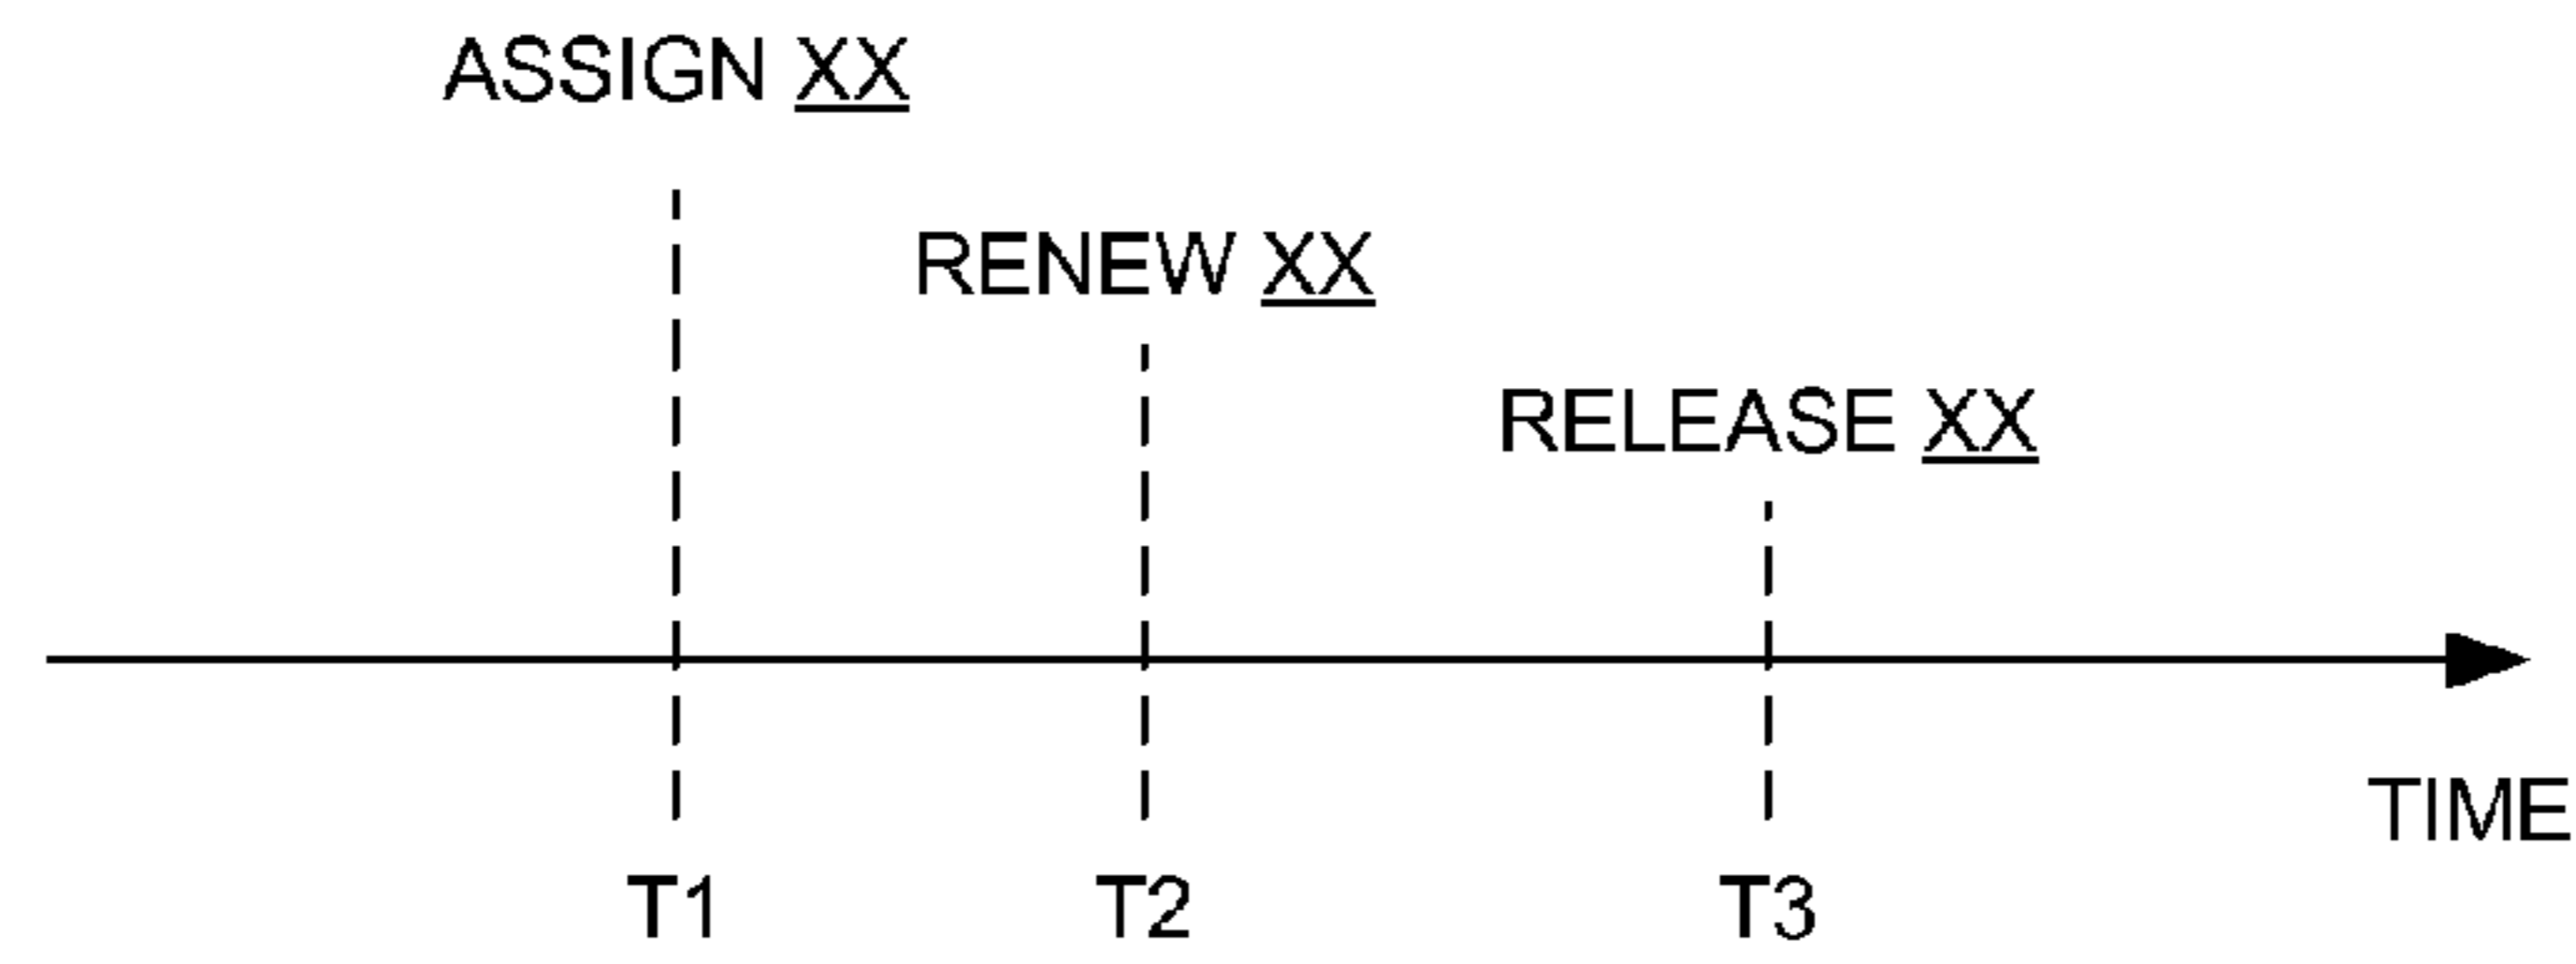 ASSIGN XX
RENEW XX
RELEASE XX
TIME
T1 T2 T3